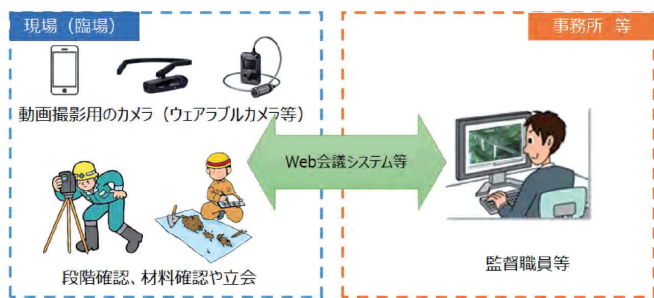 現場（臨場）
事務所 等
動画撮影用のカメラ（ウェアラブルカメラ等）
Web会議システム等
段階確認、材料確認や立会
監督職員等